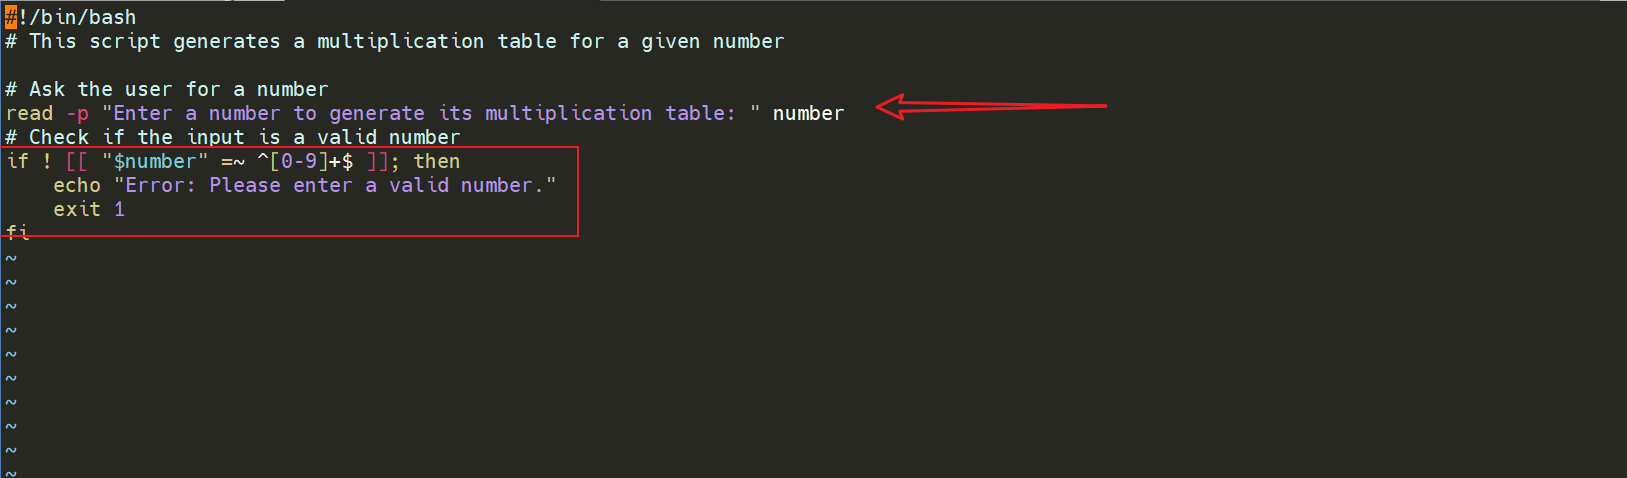 #!/bin/bash
# This script generates a multiplication table for a given number
# Ask the user for a number
read -p "Enter a number to generate its multiplication table: " number
# Check if the input is a valid number
if ! [[ "$number" =~ ^[0-9]+$ ]]; then
    echo "Error: Please enter a valid number."
    exit 1
fi
~
~
~
~
~
~
~
~
~
~